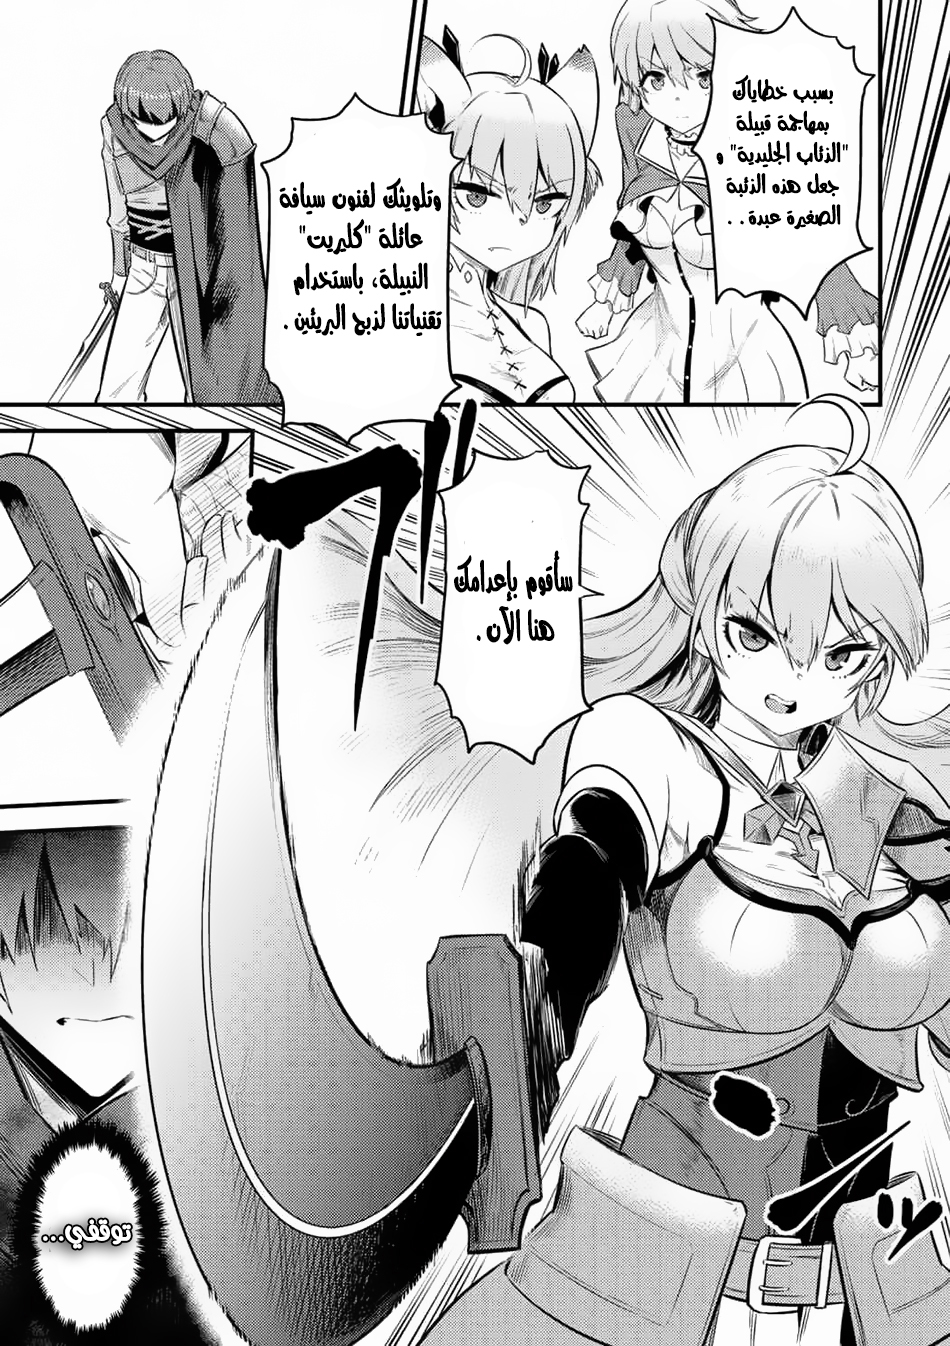 بسبب خطاياك
بمهاجمة قبيلة
"الذئاب الجليدية" و
جعل هذه الذئبة
الصغيرة عبدة . .
وتلويثك لفنون سيافة
عائلة "كليريت"
النبيلة، باستخدام
تقنياتنا لذبح البريئين .
سأقوم بإعدامك
هنا الآن .
توقفي...